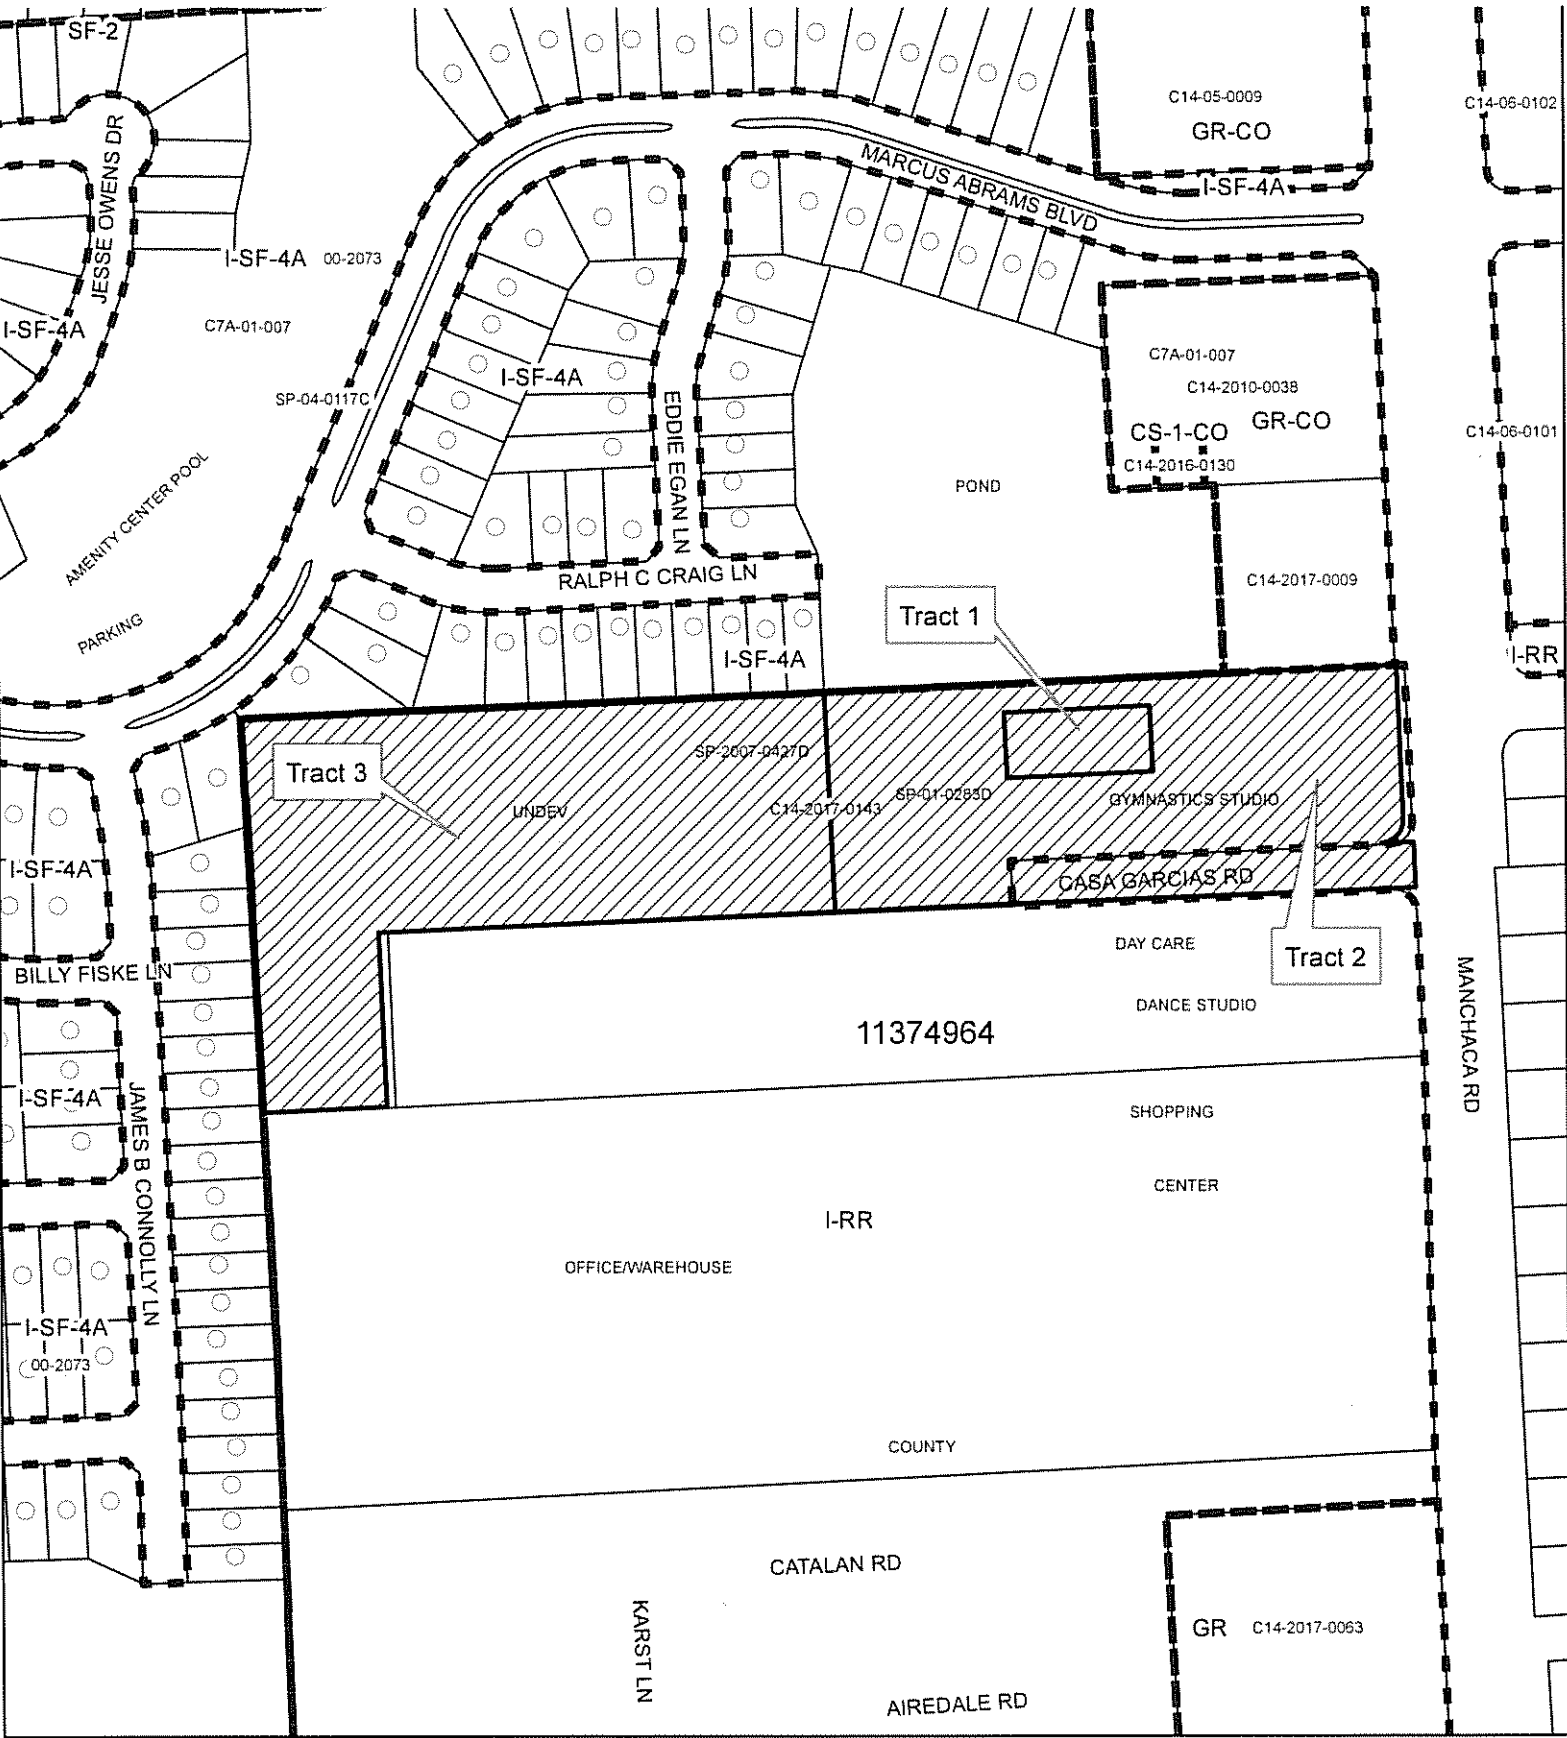 SF-2
C14-05-0009
C14-06-0102
GR-CO
JESSE OWENS DR
MARCUS ABRAMS BLVD
I-SF-4A
I-SF-4A
00-2073
I-SF-4A
C7A-01-007
C7A-01-007
I-SF-4A
C14-2010-0038
SP-04-0117C
EDDIE EGAN LN
CS-1-CO
GR-CO
C14-06-0101
C14-2016-0130
AMENITY CENTER POOL
POND
RALPH C CRAIG LN
C14-2017-0009
Tract 1
PARKING
I-SF-4A
I-RR
SP-2007-0427D
Tract 3
SP-01-0283D
GYMNASTICS STUDIO
UNDEV
C14-2017-0143
I-SF-4A
CASA GARCIAS RD
DAY CARE
Tract 2
BILLY FISKE LN
DANCE STUDIO
11374964
MANCHACA RD
I-SF-4A
JAMES B CONNOLLY LN
SHOPPING
CENTER
I-RR
OFFICE/WAREHOUSE
I-SF-4A
00-2073
COUNTY
CATALAN RD
KARST LN
GR
C14-2017-0063
AIREDALE RD